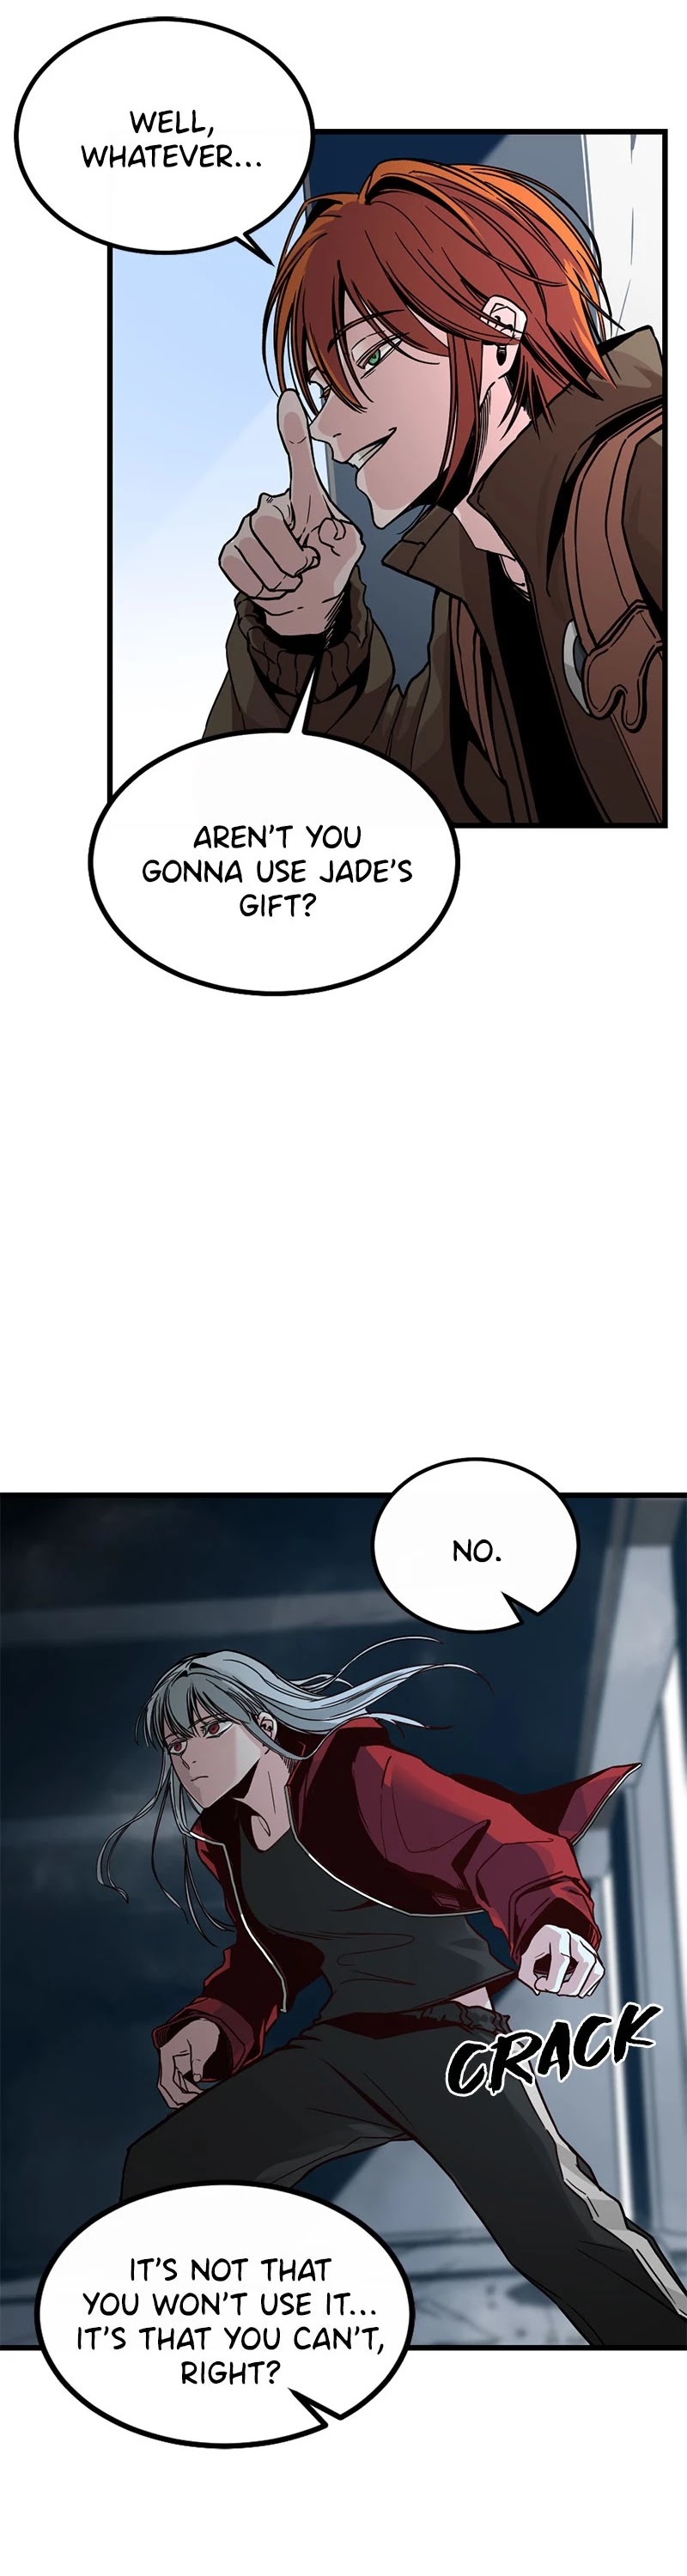 WELL,
WHATEVER...
AREN'T YOU
GONNA USE JADE'S
GIFT?
NO.
CRACK
IT'S NOT THAT
YOU WON'T USE IT...
IT'S THAT YOU CAN'T,
RIGHT?